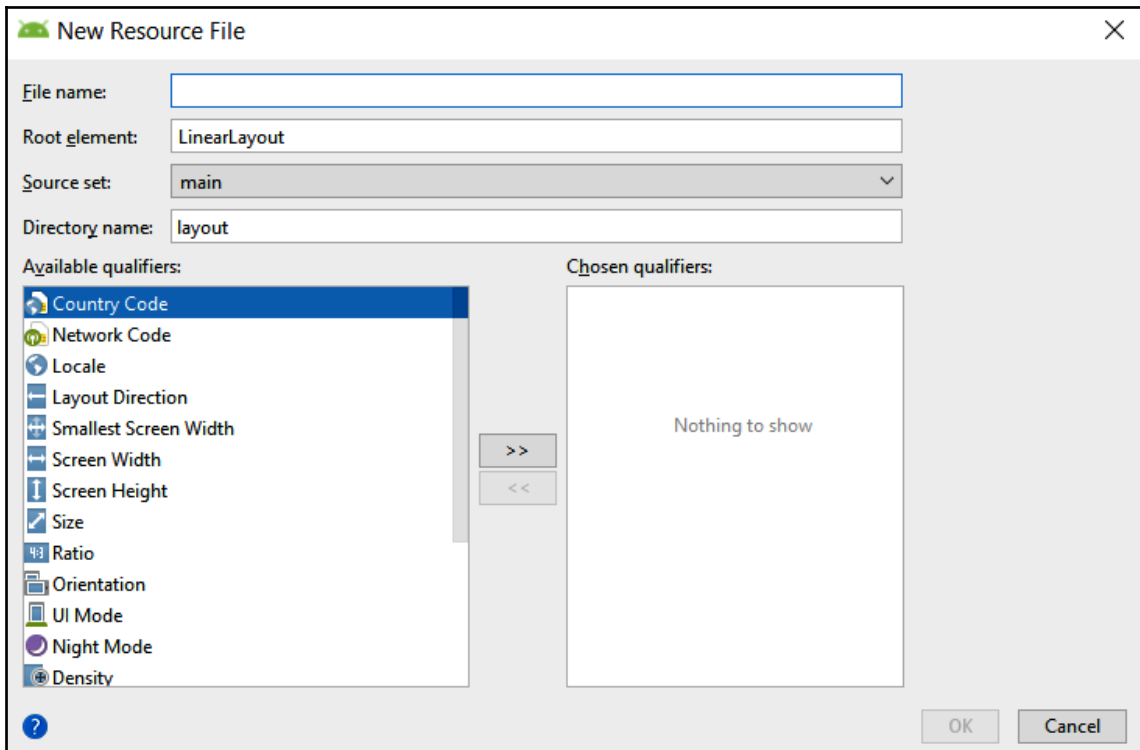 New Resource File
File name:
Root element: LinearLayout
Source set: main
Directory name: layout
Available qualifiers: Chosen qualifiers:
Country Code
Network Code
Locale
Layout Direction
Smallest Screen Width
Screen Width
Screen Height
Size
4:3 Ratio
Orientation
UI Mode
Night Mode
Density
>>
<<
Nothing to show
?
OK Cancel